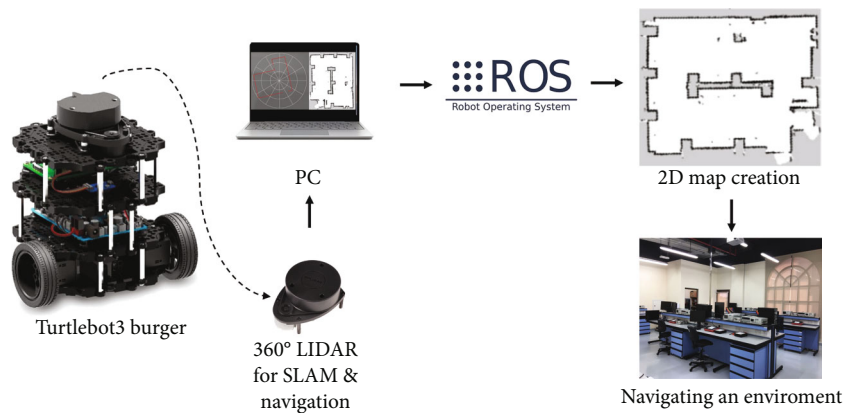 Turtlebot3 burger
360° LIDAR
for SLAM &
navigation
PC
ROS
Robot Operating System
2D map creation
Navigating an enviroment